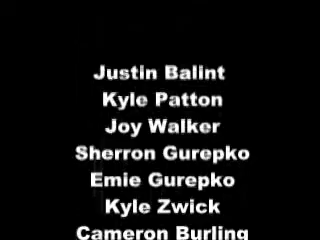 Justin Balint
Kyle Patton
Joy Walker
Sherron Gurepko
Emie Gurepko
Kyle Zwick
Cameron Burling